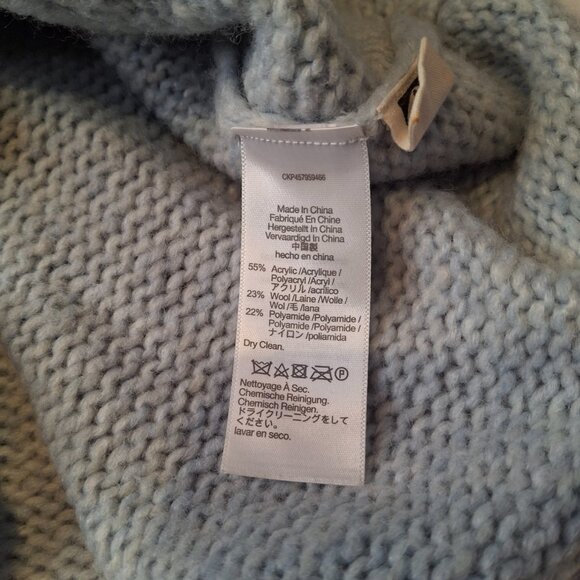 CKP457959466
Made In China
Fabriqué En Chine
Hergestellt In China
Vervaardigd In China
中国製
hecho en china
55% Acrylic /Acrylique /
Polyacryl /Acryl /
アクリル /acrílico
23% Wool /Laine /Wolle /
Wol /毛 /lana
22% Polyamide /Polyamide /
Polyamide /Polyamide /
ナイロン /poliamida
Dry Clean.
P
Nettoyage À Sec.
Chemische Reinigung.
Chemisch Reinigen.
ドライクリーニングをして
ください。
lavar en seco.